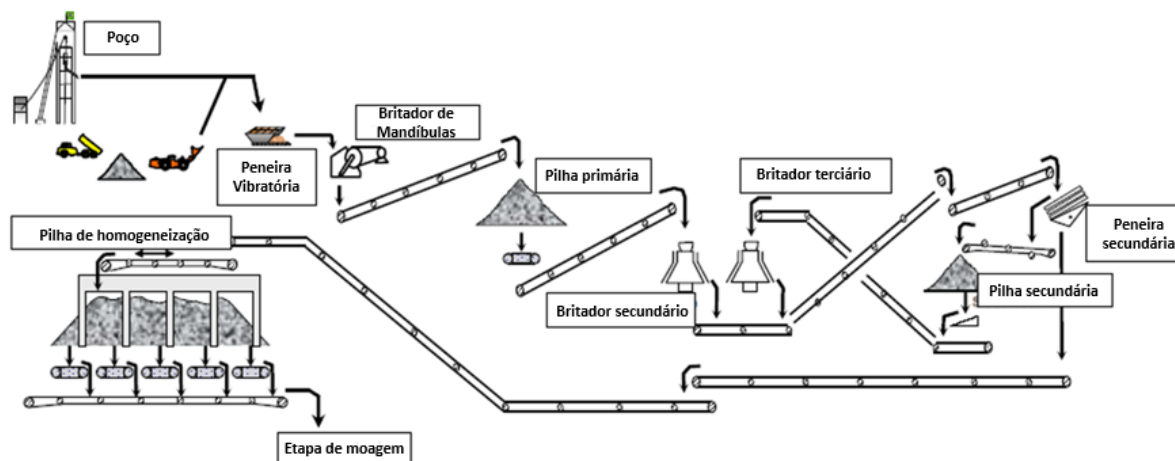 Poço
Britador de
Mandíbulas
Peneira
Vibratória
Pilha primária
Britador terciário
Peneira
secundária
Pilha de homogeneização
Britador secundário
Pilha secundária
Etapa de moagem